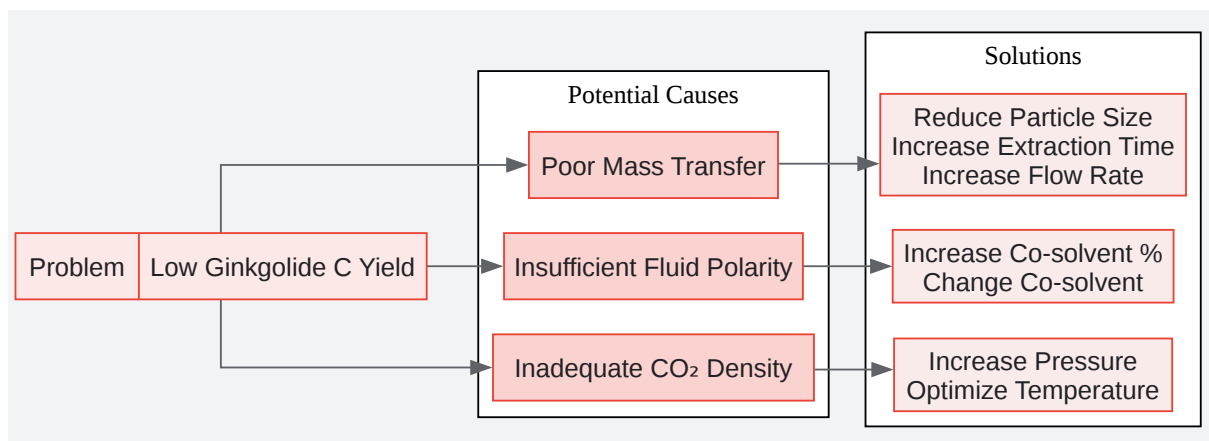 Problem
Low Ginkgolide C Yield
Potential Causes
Poor Mass Transfer
Insufficient Fluid Polarity
Inadequate CO₂ Density
Solutions
Reduce Particle Size
Increase Extraction Time
Increase Flow Rate
Increase Co-solvent %
Change Co-solvent
Increase Pressure
Optimize Temperature